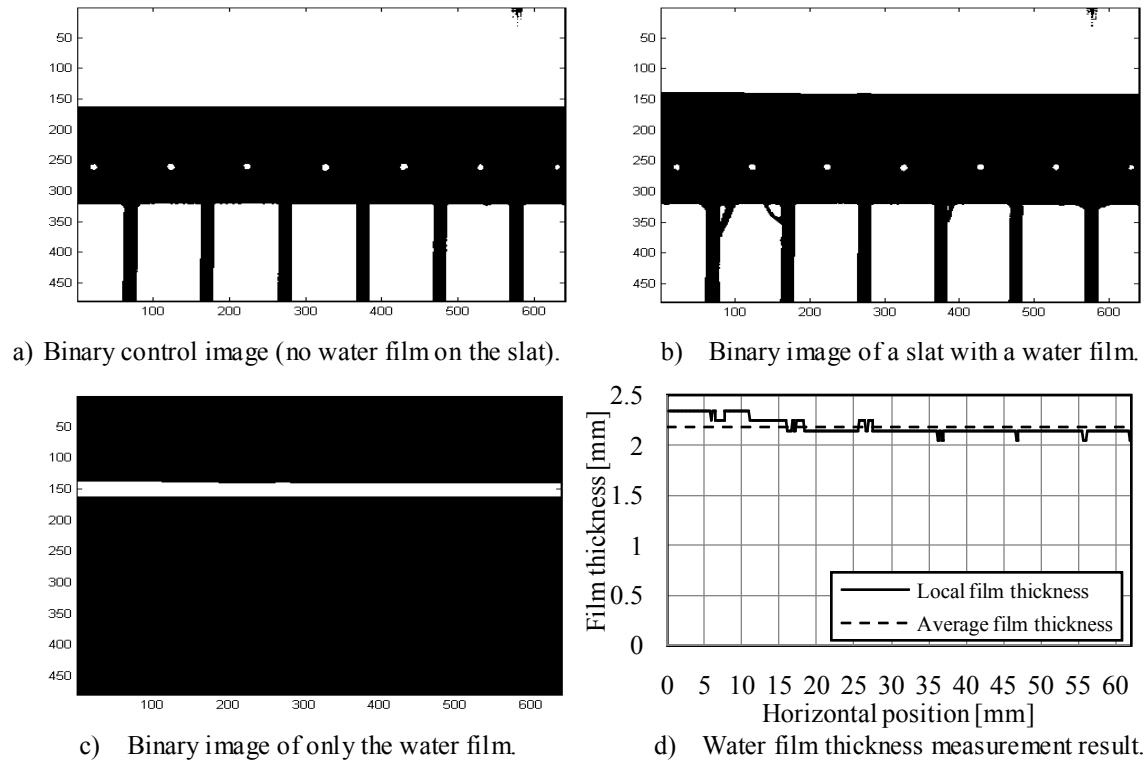 50
100
150
200
250
300
350
400
450
100 200 300 400 500 600
a) Binary control image (no water film on the slat).
50
100
150
200
250
300
350
400
450
100 200 300 400 500 600
b) Binary image of a slat with a water film.
50
100
150
200
250
300
350
400
450
100 200 300 400 500 600
c) Binary image of only the water film.
Film thickness [mm]
2.5
2
1.5
1
0.5
0
Local film thickness
Average film thickness
0 5 10 15 20 25 30 35 40 45 50 55 60
Horizontal position [mm]
d) Water film thickness measurement result.